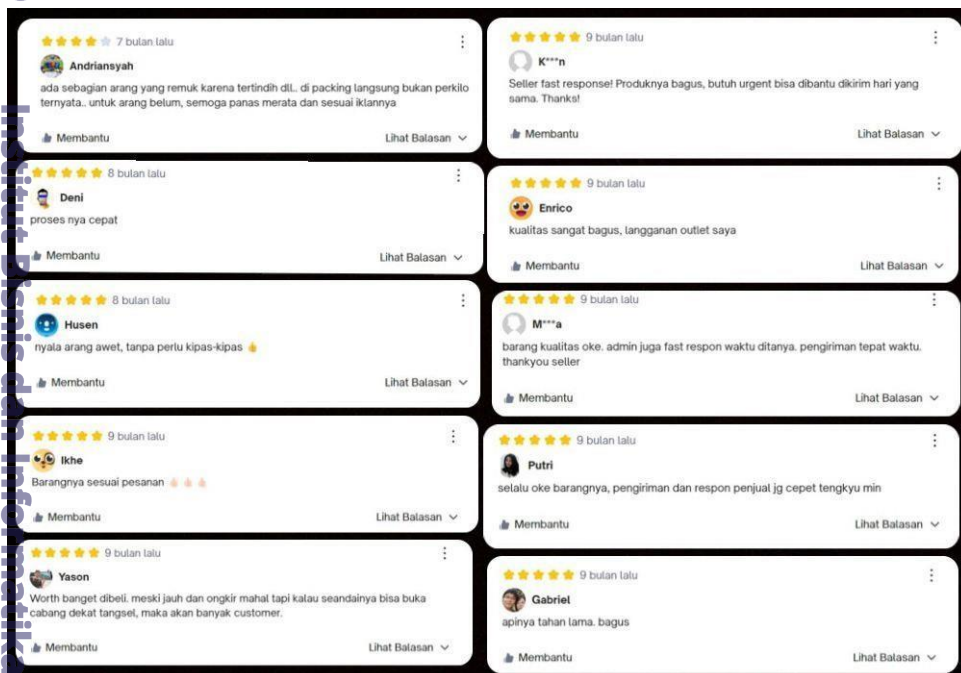 7 bulan lalu
Andriansyah
ada sebagian arang yang remuk karena tertindih dll.. di packing langsung bukan perkilo
ternyata.. untuk arang belum, semoga panas merata dan sesuai iklannya
Membantu
Lihat Balasan
8 bulan lalu
Deni
proses nya cepat
Membantu
Lihat Balasan
8 bulan lalu
Husen
nyala arang awet, tanpa perlu kipas-kipas 👍
Membantu
Lihat Balasan
9 bulan lalu
Ikhe
Barangnya sesuai pesanan
Membantu
Lihat Balasan
9 bulan lalu
Yason
Worth banget dibeli. meski jauh dan ongkir mahal tapi kalau seandainya bisa buka
cabang dekat tangsel, maka akan banyak customer.
Membantu
Lihat Balasan
9 bulan lalu
K***n
Seller fast response! Produknya bagus, butuh urgent bisa dibantu dikirim hari yang
sama. Thanks!
Membantu
Lihat Balasan
9 bulan lalu
Enrico
kualitas sangat bagus, langganan outlet saya
Membantu
Lihat Balasan
9 bulan lalu
M***a
barang kualitas oke. admin juga fast respon waktu ditanya. pengiriman tepat waktu.
thankyou seller
Membantu
Lihat Balasan
9 bulan lalu
Putri
selalu oke barangnya, pengiriman dan respon penjual jg cepet tengkyu min
Membantu
Lihat Balasan
9 bulan lalu
Gabriel
apinya tahan lama. bagus
Membantu
Lihat Balasan
Institut Bisnis dan Informatika